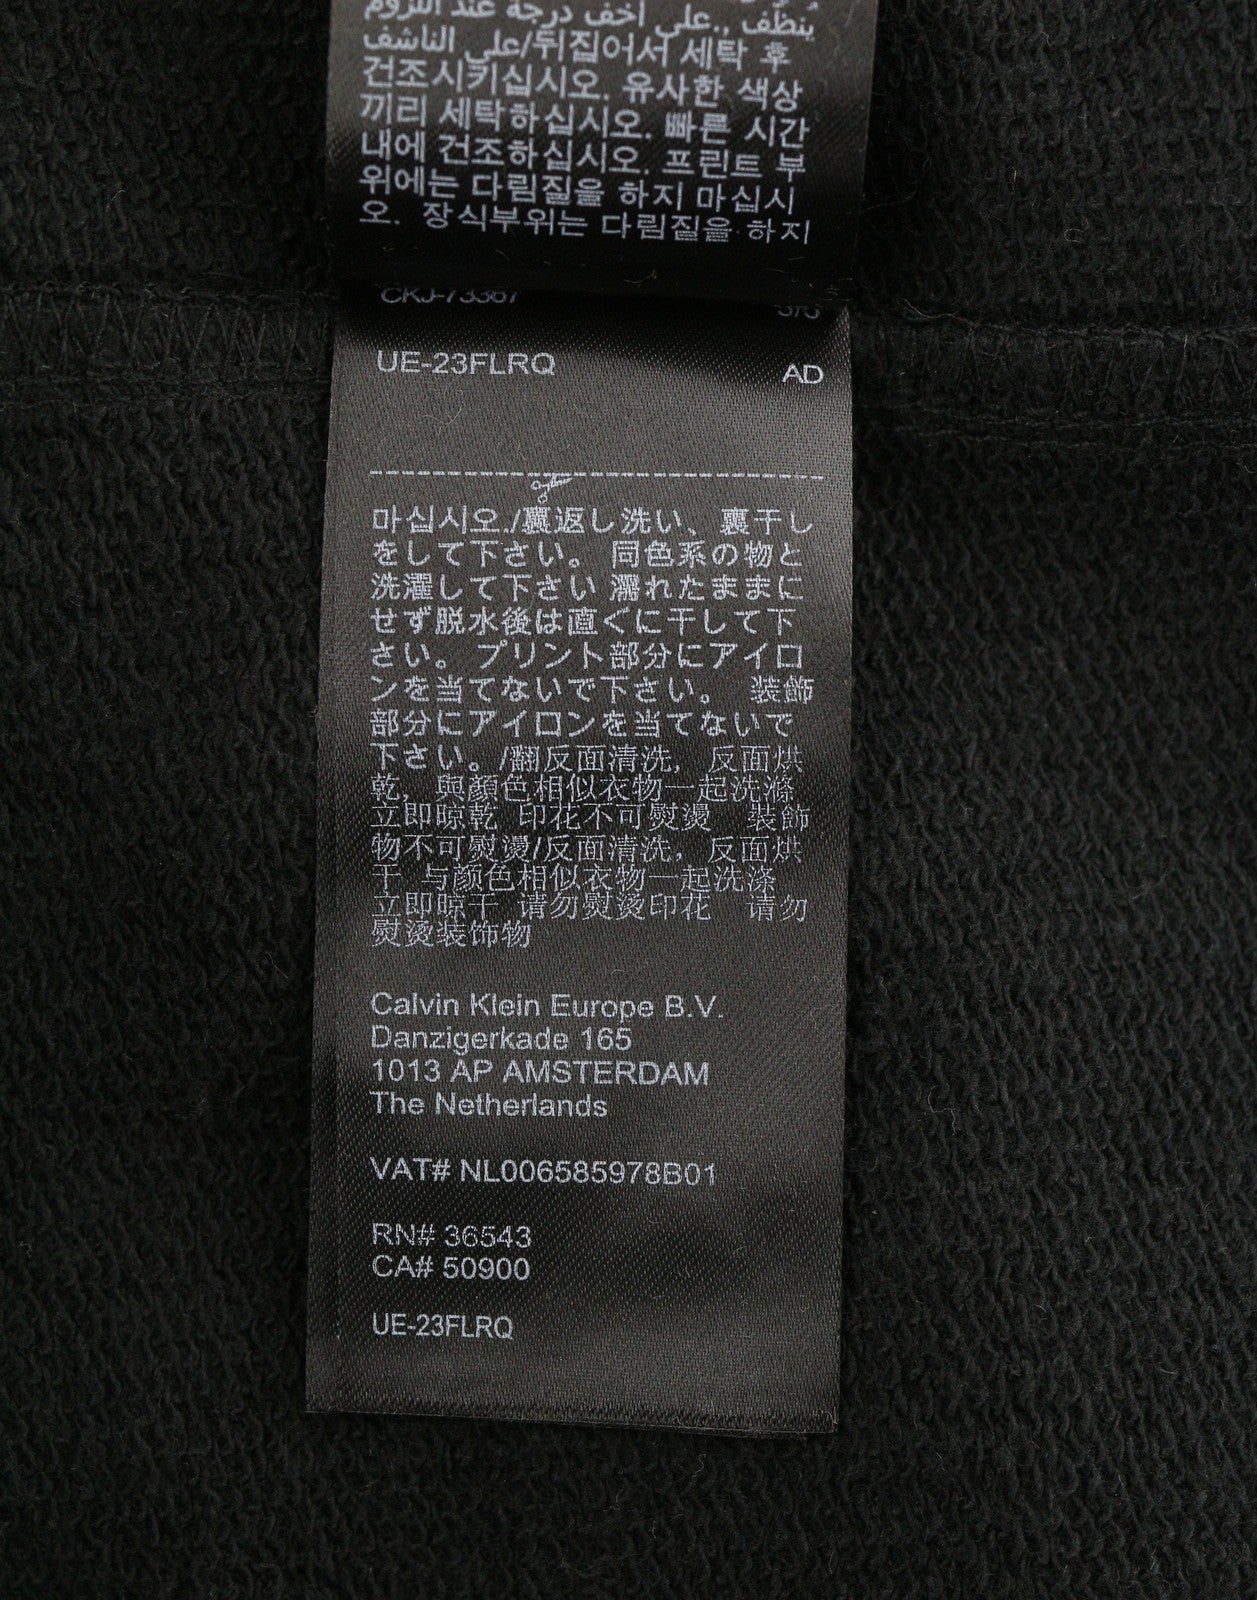 ينظف ,.على أخف درجة عند اللزوم
على الناشف/뒤집어서 세탁 후
건조시키십시오. 유사한 색상
끼리 세탁하십시오. 빠른 시간
내에 건조하십시오. 프린트 부
위에는 다림질을 하지 마십시
오. 장식부위는 다림질을 하지
CKJ-73367
UE-23FLRQ AD
마십시오./裏返し洗い、裏干し
をして下さい。 同色系の物と
洗濯して下さい 濡れたままに
せず脱水後は直ぐに干して下
さい。 プリント部分にアイロ
ンを当てないで下さい。 装飾
部分にアイロンを当てないで
下さい。/翻反面清洗, 反面烘
乾, 與顏色相似衣物一起洗滌
立即晾乾 印花不可熨燙 裝飾
物不可熨燙/反面清洗, 反面烘
干 与颜色相似衣物一起洗涤
立即晾干 请勿熨烫印花 请勿
熨烫装饰物
Calvin Klein Europe B.V.
Danzigerkade 165
1013 AP AMSTERDAM
The Netherlands
VAT# NL006585978B01
RN# 36543
CA# 50900
UE-23FLRQ